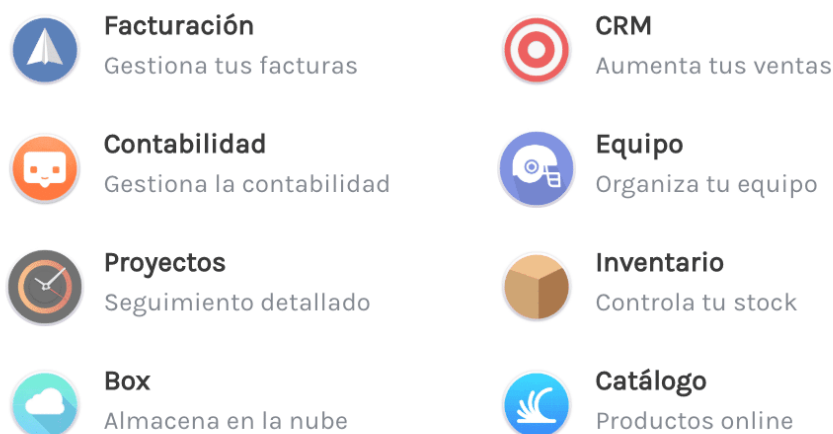 Facturación
Gestiona tus facturas
CRM
Aumenta tus ventas
Contabilidad
Gestiona la contabilidad
Equipo
Organiza tu equipo
Proyectos
Seguimiento detallado
Inventario
Controla tu stock
Box
Almacena en la nube
Catálogo
Productos online